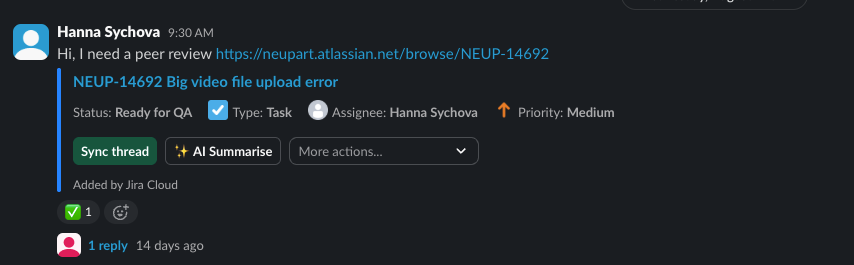 Hanna Sychova 9:30 AM
Hi, I need a peer review https://neupart.atlassian.net/browse/NEUP-14692
NEUP-14692 Big video file upload error
Status: Ready for QA Type: Task Assignee: Hanna Sychova Priority: Medium
Sync thread AI Summarise More actions...
Added by Jira Cloud
1
1 reply 14 days ago